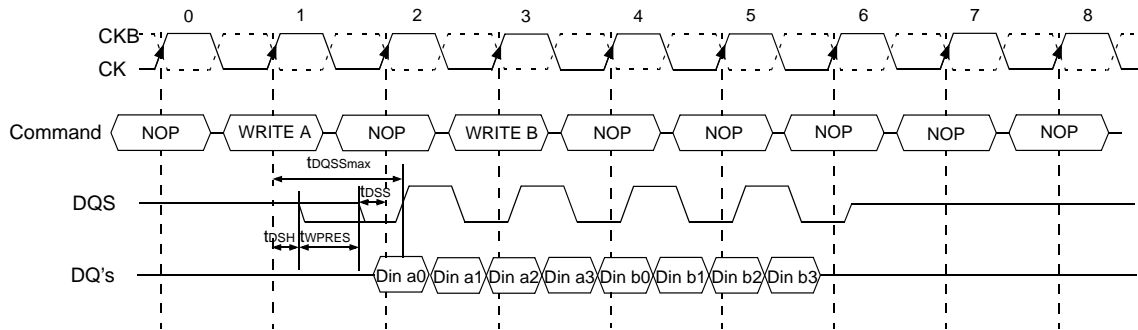 0 1 2 3 4 5 6 7 8
CKB
CK
Command NOP WRITE A NOP WRITE B NOP NOP NOP NOP NOP
tDQSSmax
tDSS
DQS
tDSH tWPRES
DQ's Din a0 Din a1 Din a2 Din a3 Din b0 Din b1 Din b2 Din b3